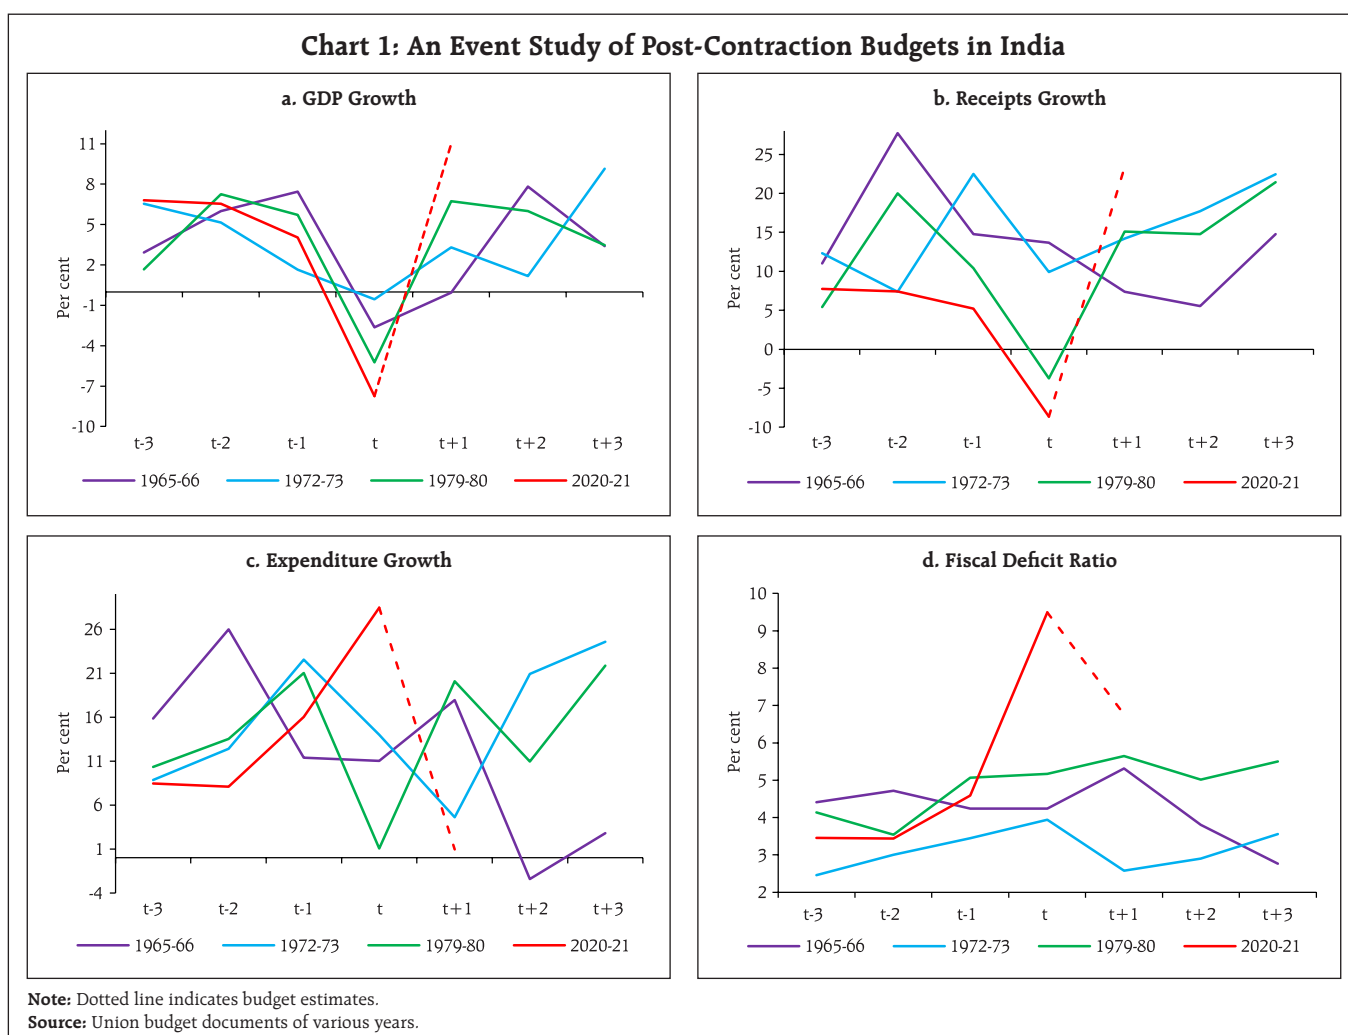 Chart 1: An Event Study of Post-Contraction Budgets in India
a. GDP Growth
Per cent
11
8
5
2
-1
-4
-7
-10
t-3 t-2 t-1 t t+1 t+2 t+3
1965-66 1972-73 1979-80 2020-21
b. Receipts Growth
Per cent
25
20
15
10
5
0
-5
-10
t-3 t-2 t-1 t t+1 t+2 t+3
1965-66 1972-73 1979-80 2020-21
c. Expenditure Growth
Per cent
26
21
16
11
6
1
-4
t-3 t-2 t-1 t t+1 t+2 t+3
1965-66 1972-73 1979-80 2020-21
d. Fiscal Deficit Ratio
Per cent
10
9
8
7
6
5
4
3
2
t-3 t-2 t-1 t t+1 t+2 t+3
1965-66 1972-73 1979-80 2020-21
Note: Dotted line indicates budget estimates.
Source: Union budget documents of various years.